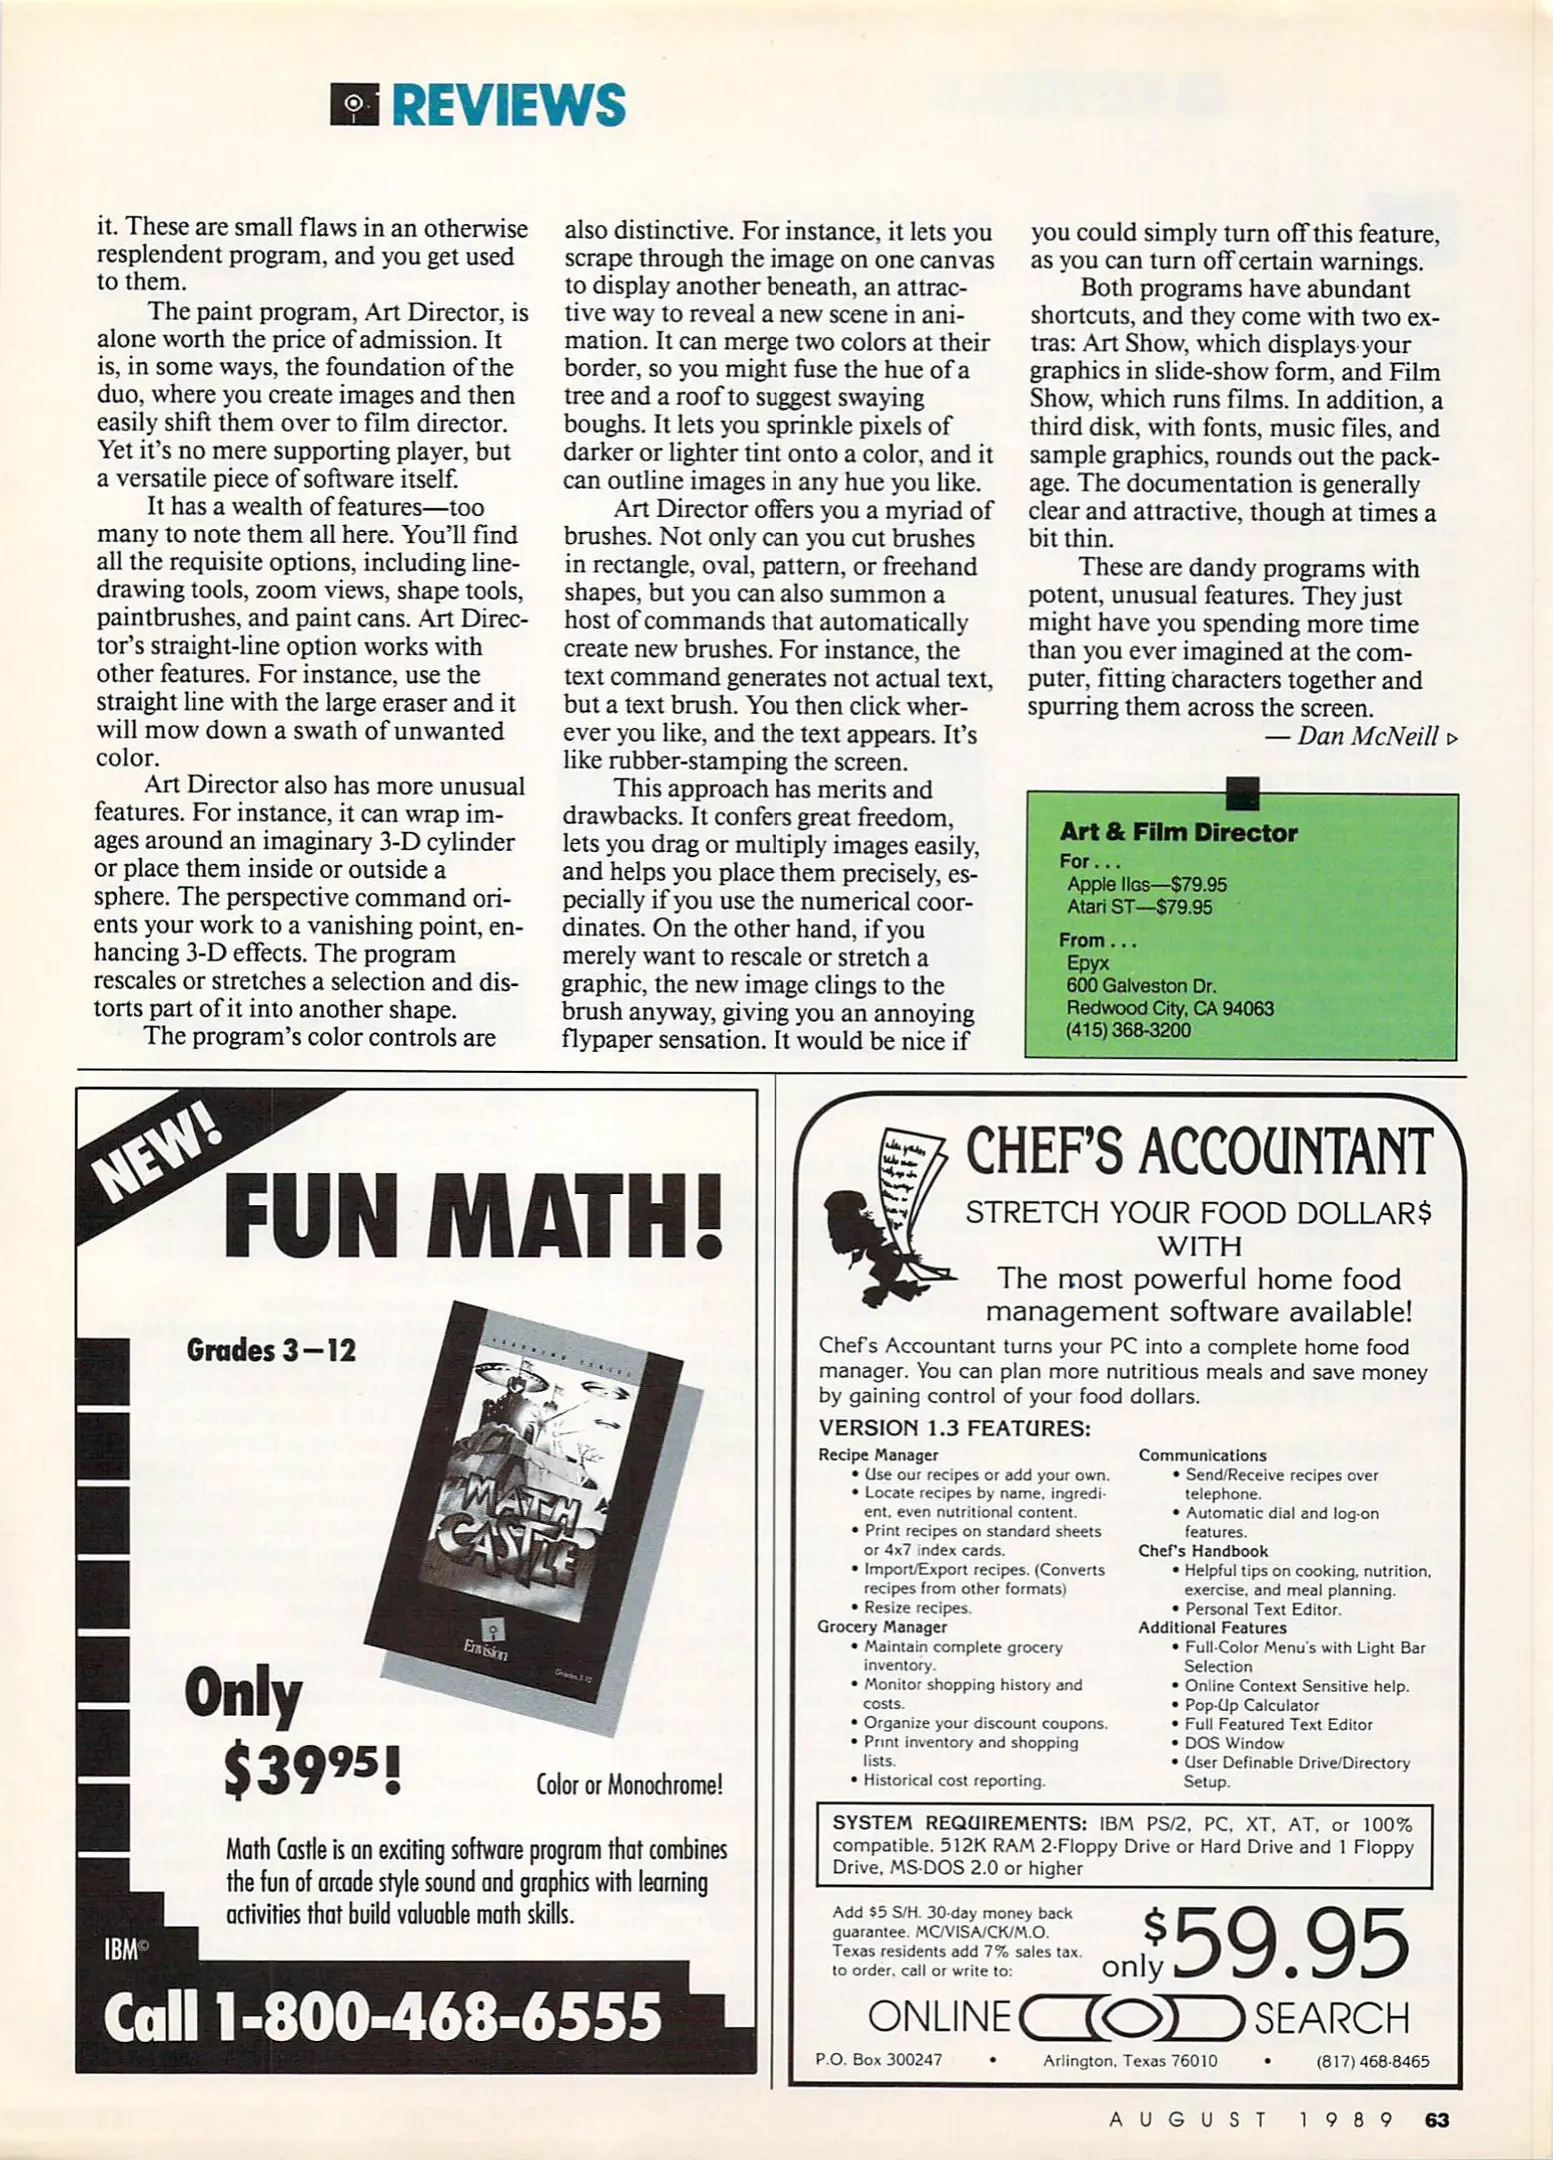 REVIEWS
it. These are small flaws in an otherwise
resplendent program, and you get used
to them.
The paint program, Art Director, is
alone worth the price of admission. It
is, in some ways, the foundation of the
duo, where you create images and then
easily shift them over to film director.
Yet it's no mere supporting player, but
a versatile piece of software itself.
It has a wealth of features—too
many to note them all here. You'll find
all the requisite options, including line-
drawing tools, zoom views, shape tools,
paintbrushes, and paint cans. Art Direc-
tor's straight-line option works with
other features. For instance, use the
straight line with the large eraser and it
will mow down a swath of unwanted
color.
Art Director also has more unusual
features. For instance, it can wrap im-
ages around an imaginary 3-D cylinder
or place them inside or outside a
sphere. The perspective command ori-
ents your work to a vanishing point, en-
hancing 3-D effects. The program
rescales or stretches a selection and dis-
torts part of it into another shape.
The program's color controls are
also distinctive. For instance, it lets you
scrape through the image on one canvas
to display another beneath, an attrac-
tive way to reveal a new scene in ani-
mation. It can merge two colors at their
border, so you might fuse the hue of a
tree and a roof to suggest swaying
boughs. It lets you sprinkle pixels of
darker or lighter tint onto a color, and it
can outline images in any hue you like.
Art Director offers you a myriad of
brushes. Not only can you cut brushes
in rectangle, oval, pattern, or freehand
shapes, but you can also summon a
host of commands that automatically
create new brushes. For instance, the
text command generates not actual text,
but a text brush. You then click wher-
ever you like, and the text appears. It's
like rubber-stamping the screen.
This approach has merits and
drawbacks. It confers great freedom,
lets you drag or multiply images easily,
and helps you place them precisely, es-
pecially if you use the numerical coor-
dinates. On the other hand, if you
merely want to rescale or stretch a
graphic, the new image clings to the
brush anyway, giving you an annoying
flypaper sensation. It would be nice if
you could simply turn off this feature,
as you can turn off certain warnings.
Both programs have abundant
shortcuts, and they come with two ex-
tras: Art Show, which displays your
graphics in slide-show form, and Film
Show, which runs films. In addition, a
third disk, with fonts, music files, and
sample graphics, rounds out the pack-
age. The documentation is generally
clear and attractive, though at times a
bit thin.
These are dandy programs with
potent, unusual features. They just
might have you spending more time
than you ever imagined at the com-
puter, fitting characters together and
spurring them across the screen.
— Dan McNeill ▷
Art & Film Director
For . . .
Apple IIGS—$79.95
Atari ST—$79.95
From . . .
Epyx
600 Galveston Dr.
Redwood City, CA 94063
(415) 368-3200
NEW!
FUN MATH!
Grades 3–12
LEARNING SERIES
MATH
CASTLE
Envision
Grades 3-12
Only
$39⁹⁵!
Color or Monochrome!
Math Castle is an exciting software program that combines
the fun of arcade style sound and graphics with learning
activities that build valuable math skills.
IBM©
Call 1-800-468-6555
CHEF'S ACCOUNTANT
STRETCH YOUR FOOD DOLLAR$
WITH
The most powerful home food
management software available!
Chef's Accountant turns your PC into a complete home food
manager. You can plan more nutritious meals and save money
by gaining control of your food dollars.
VERSION 1.3 FEATURES:
Recipe Manager
• Use our recipes or add your own.
• Locate recipes by name, ingredi-
ent, even nutritional content.
• Print recipes on standard sheets
or 4x7 index cards.
• Import/Export recipes. (Converts
recipes from other formats)
• Resize recipes.
Grocery Manager
• Maintain complete grocery
inventory.
• Monitor shopping history and
costs.
• Organize your discount coupons.
• Print inventory and shopping
lists.
• Historical cost reporting.
Communications
• Send/Receive recipes over
telephone.
• Automatic dial and log-on
features.
Chef's Handbook
• Helpful tips on cooking, nutrition,
exercise, and meal planning.
• Personal Text Editor.
Additional Features
• Full-Color Menu's with Light Bar
Selection
• Online Context Sensitive help.
• Pop-Up Calculator
• Full Featured Text Editor
• DOS Window
• User Definable Drive/Directory
Setup.
SYSTEM REQUIREMENTS: IBM PS/2, PC, XT, AT, or 100%
compatible. 512K RAM 2-Floppy Drive or Hard Drive and 1 Floppy
Drive, MS-DOS 2.0 or higher
Add $5 S/H. 30-day money back
guarantee. MC/VISA/CK/M.O.
Texas residents add 7% sales tax.
to order, call or write to:
only $59.95
ONLINE SEARCH
P.O. Box 300247 • Arlington, Texas 76010 • (817) 468-8465
AUGUST 1989 63